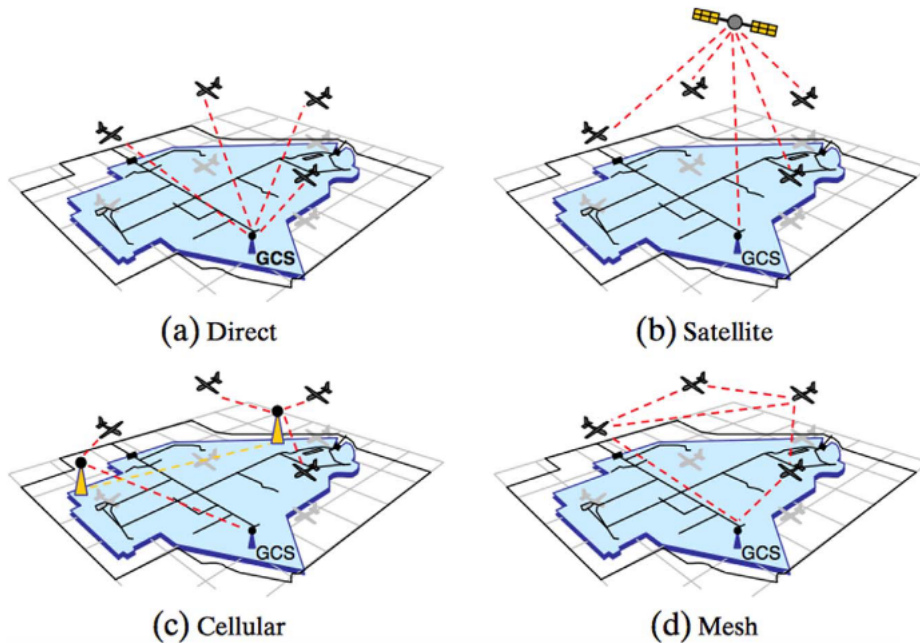 GCS
(a) Direct
GCS
(b) Satellite
GCS
(c) Cellular
GCS
(d) Mesh